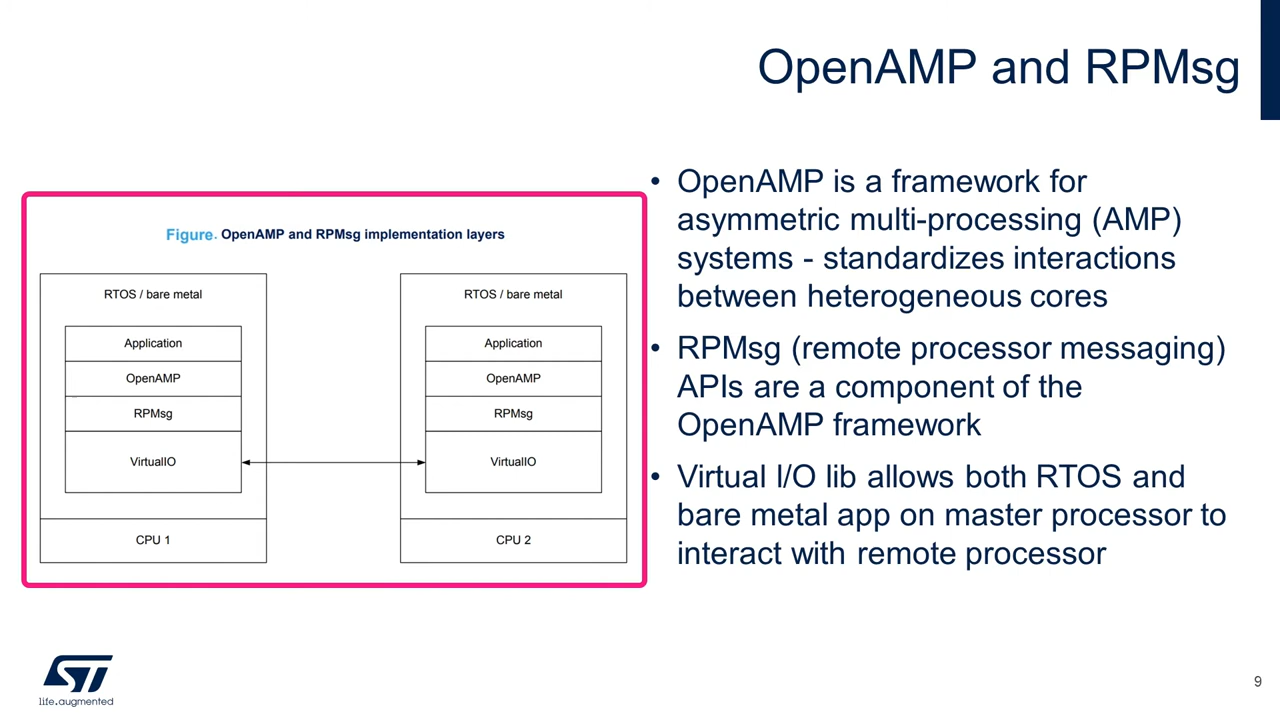 OpenAMP and RPMsg
Figure. OpenAMP and RPMsg implementation layers
RTOS / bare metal
Application
OpenAMP
RPMsg
VirtualIO
CPU 1
RTOS / bare metal
Application
OpenAMP
RPMsg
VirtualIO
CPU 2
• OpenAMP is a framework for
asymmetric multi-processing (AMP)
systems - standardizes interactions
between heterogeneous cores
• RPMsg (remote processor messaging)
APIs are a component of the
OpenAMP framework
• Virtual I/O lib allows both RTOS and
bare metal app on master processor to
interact with remote processor
ST
life.augmented
9